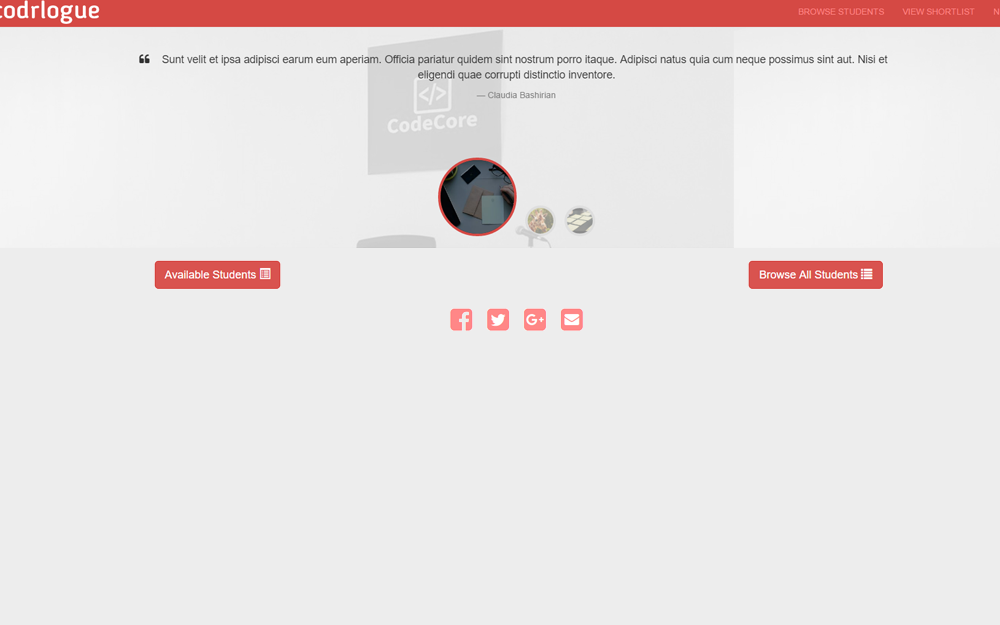 codrlogue
BROWSE STUDENTS VIEW SHORTLIST N
❝ Sunt velit et ipsa adipisci earum eum aperiam. Officia pariatur quidem sint nostrum porro itaque. Adipisci natus quia cum neque possimus sint aut. Nisi et
eligendi quae corrupti distinctio inventore.
— Claudia Bashirian
</> 
CodeCore
Available Students
Browse All Students
G+